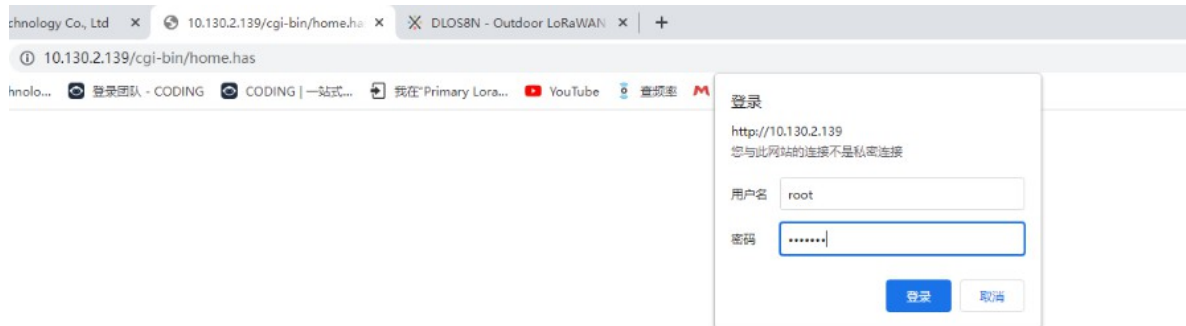 chnology Co., Ltd 10.130.2.139/cgi-bin/home.ha DLOS8N - Outdoor LoRaWAN
10.130.2.139/cgi-bin/home.has
hnolo... 登录团队 - CODING CODING | 一站式... 我在"Primary Lora... YouTube 查频率
登录
http://10.130.2.139
您与此网站的连接不是私密连接
用户名 root
密码 •••••••
登录 取消